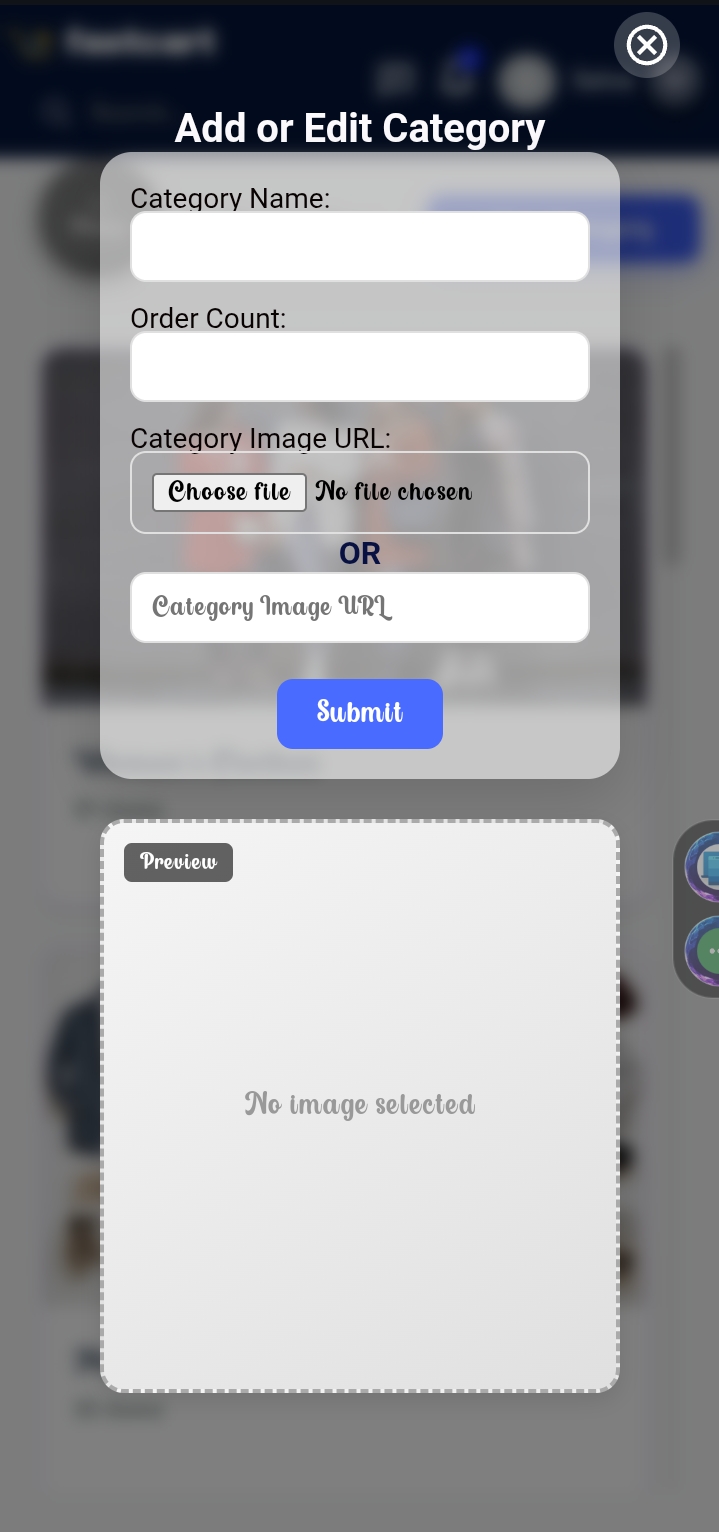 fastcart
Add or Edit Category
Category Name:
Order Count:
Category Image URL:
Choose file No file chosen
OR
Category Image URL
Submit
Preview
No image selected